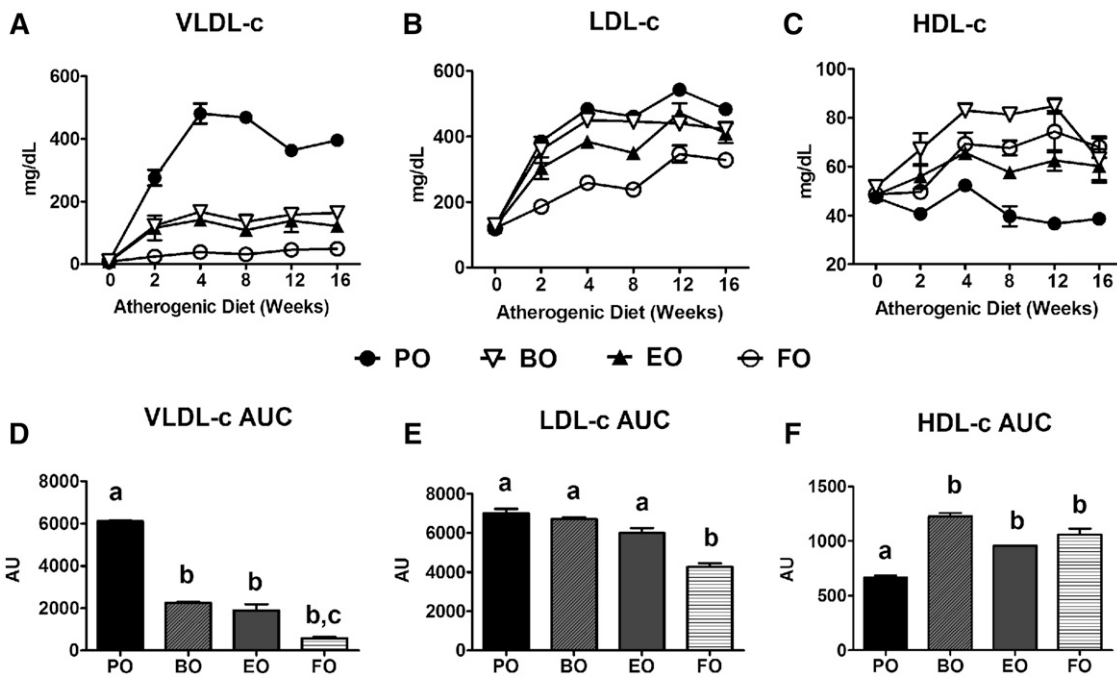 A VLDL-c
B LDL-c
C HDL-c
mg/dL
600
400
200
0
0 2 4 8 12 16
Atherogenic Diet (Weeks)
mg/dL
600
400
200
0
0 2 4 8 12 16
Atherogenic Diet (Weeks)
mg/dL
100
80
60
40
20
0 2 4 8 12 16
Atherogenic Diet (Weeks)
PO BO EO FO
D VLDL-c AUC
E LDL-c AUC
F HDL-c AUC
AU
8000
6000
4000
2000
0
a b b b,c
PO BO EO FO
AU
8000
6000
4000
2000
0
a a a b
PO BO EO FO
AU
1500
1000
500
0
a b b b
PO BO EO FO